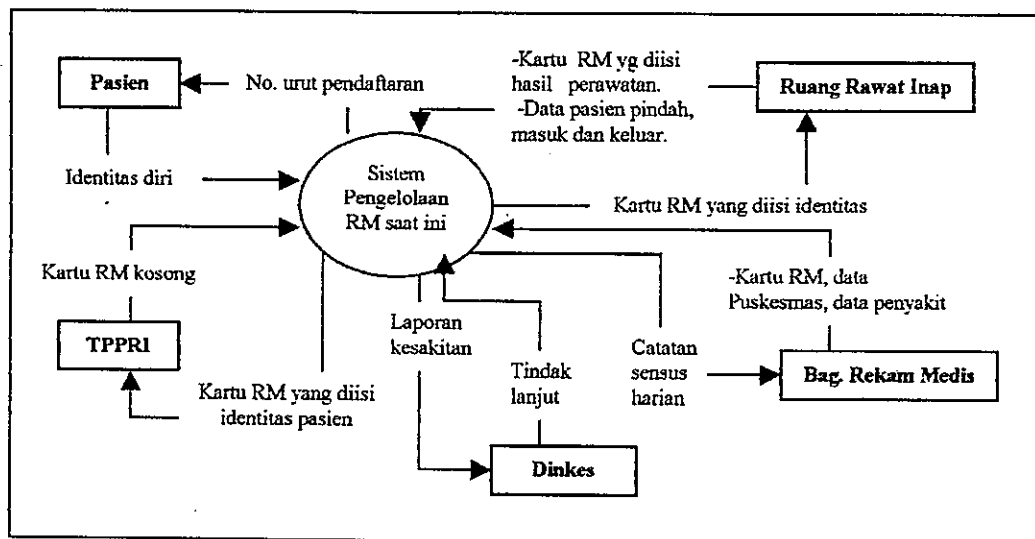 Pasien
No. urut pendaftaran
-Kartu RM yg diisi
hasil perawatan.
-Data pasien pindah,
masuk dan keluar.
Ruang Rawat Inap
Identitas diri
Sistem
Pengelolaan
RM saat ini
Kartu RM yang diisi identitas
Kartu RM kosong
TPPRI
Kartu RM yang diisi
identitas pasien
Laporan
kesakitan
Tindak
lanjut
Catatan
sensus
harian
-Kartu RM, data
Puskesmas, data penyakit
Bag. Rekam Medis
Dinkes